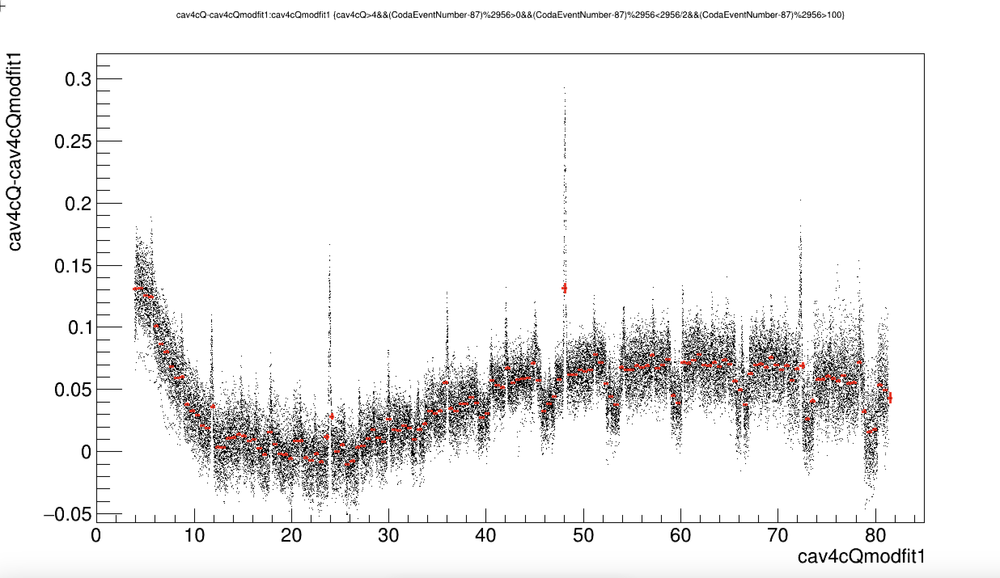 cav4cQ-cav4cQmodfit1:cav4cQmodfit1 {cav4cQ>4&&(CodaEventNumber-87)%2956>0&&(CodaEventNumber-87)%2956<2956/2&&(CodaEventNumber-87)%2956>100}
cav4cQ-cav4cQmodfit1
0.3
0.25
0.2
0.15
0.1
0.05
0
−0.05
0 10 20 30 40 50 60 70 80
cav4cQmodfit1